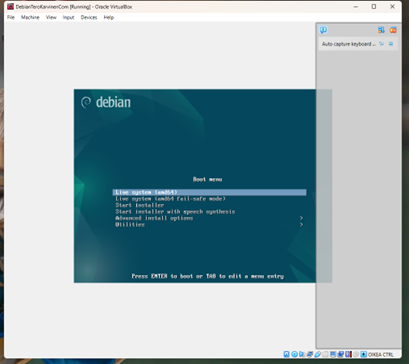 DebianTeroKarvinenCom [Running] - Oracle VirtualBox
File Machine View Input Devices Help
Auto capture keyboard ...
debian
Boot menu
Live system (amd64)
Live system (amd64 fail-safe mode)
Start installer
Start installer with speech synthesis
Advanced install options >
Utilities >
Press ENTER to boot or TAB to edit a menu entry
OIKEA CTRL